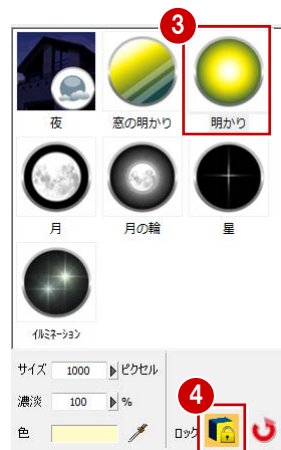 3
夜 窓の明かり 明かり
月 月の輪 星
イルミネーション
サイズ 1000 ピクセル
濃淡 100 %
4
色 ロック